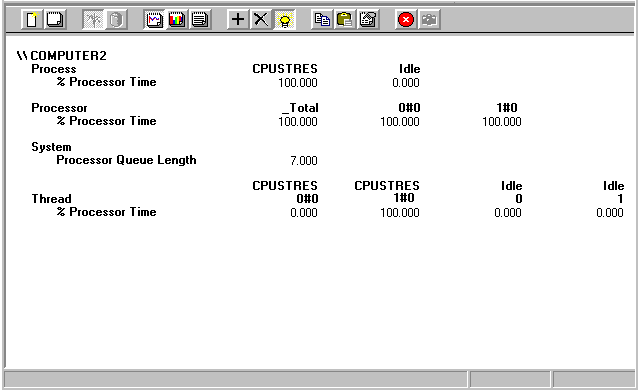 \\COMPUTER2
Process CPUSTRES Idle
% Processor Time 100.000 0.000
Processor _Total 0#0 1#0
% Processor Time 100.000 100.000 100.000
System
Processor Queue Length 7.000
CPUSTRES CPUSTRES Idle Idle
Thread 0#0 1#0 0 1
% Processor Time 0.000 100.000 0.000 0.000